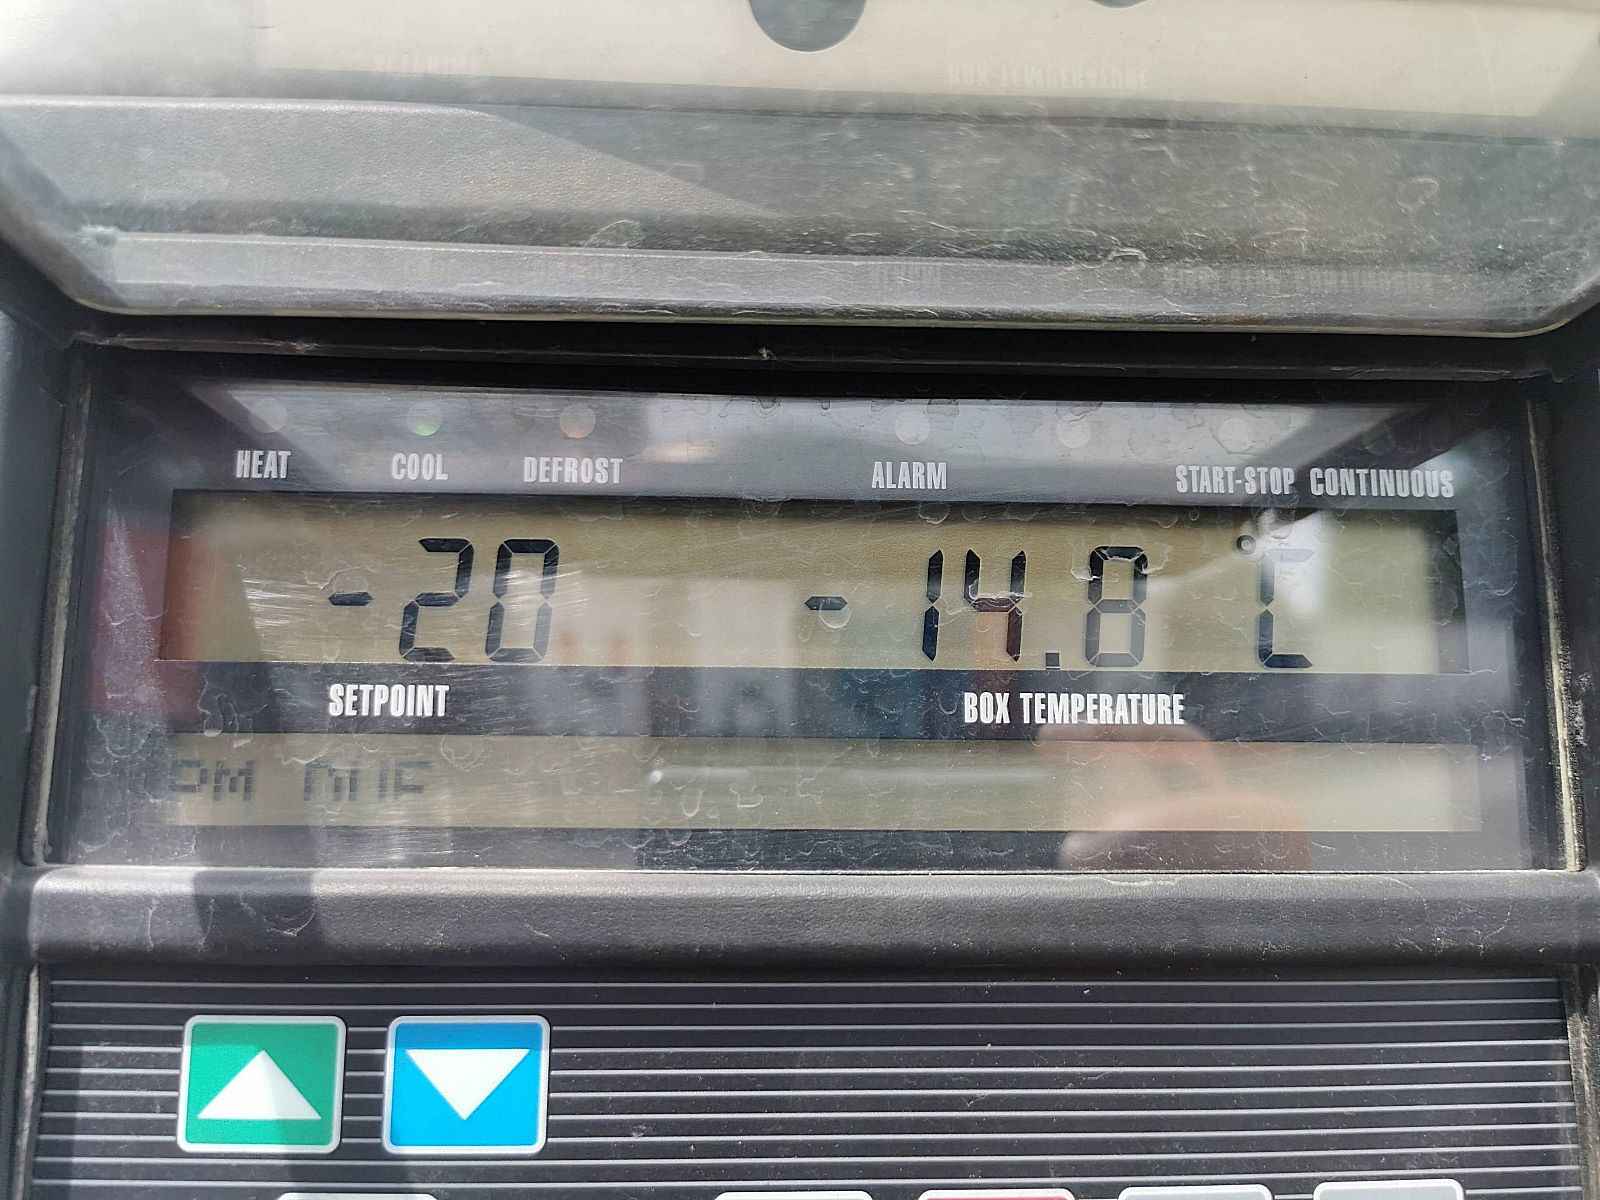 HEAT COOL DEFROST ALARM START-STOP CONTINUOUS
-20 -14.8 °C
SETPOINT BOX TEMPERATURE